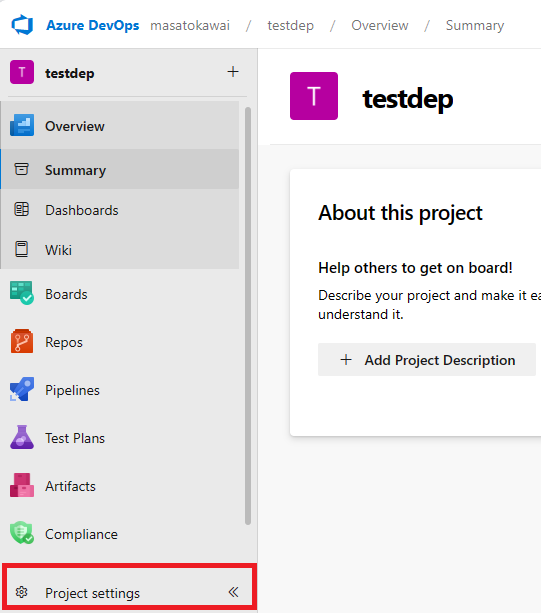 Azure DevOps masatokawai / testdep / Overview / Summary
T testdep +
T testdep
Overview
Summary
Dashboards
Wiki
Boards
Repos
Pipelines
Test Plans
Artifacts
Compliance
Project settings
About this project
Help others to get on board!
Describe your project and make it ea
understand it.
+ Add Project Description